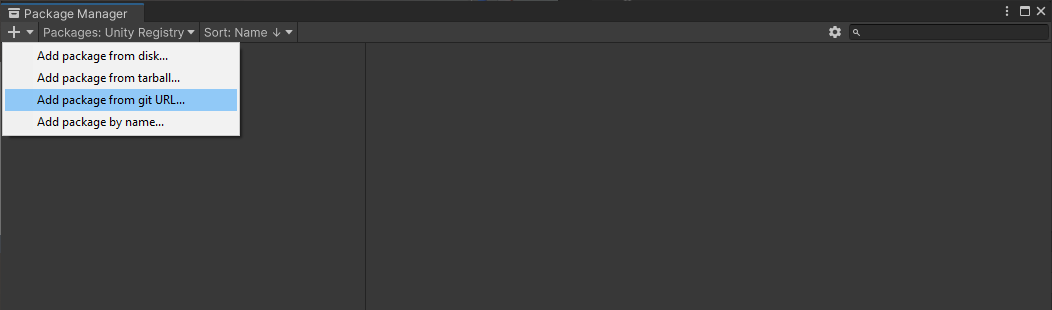 Package Manager
Packages: Unity Registry Sort: Name ↓
Add package from disk...
Add package from tarball...
Add package from git URL...
Add package by name...